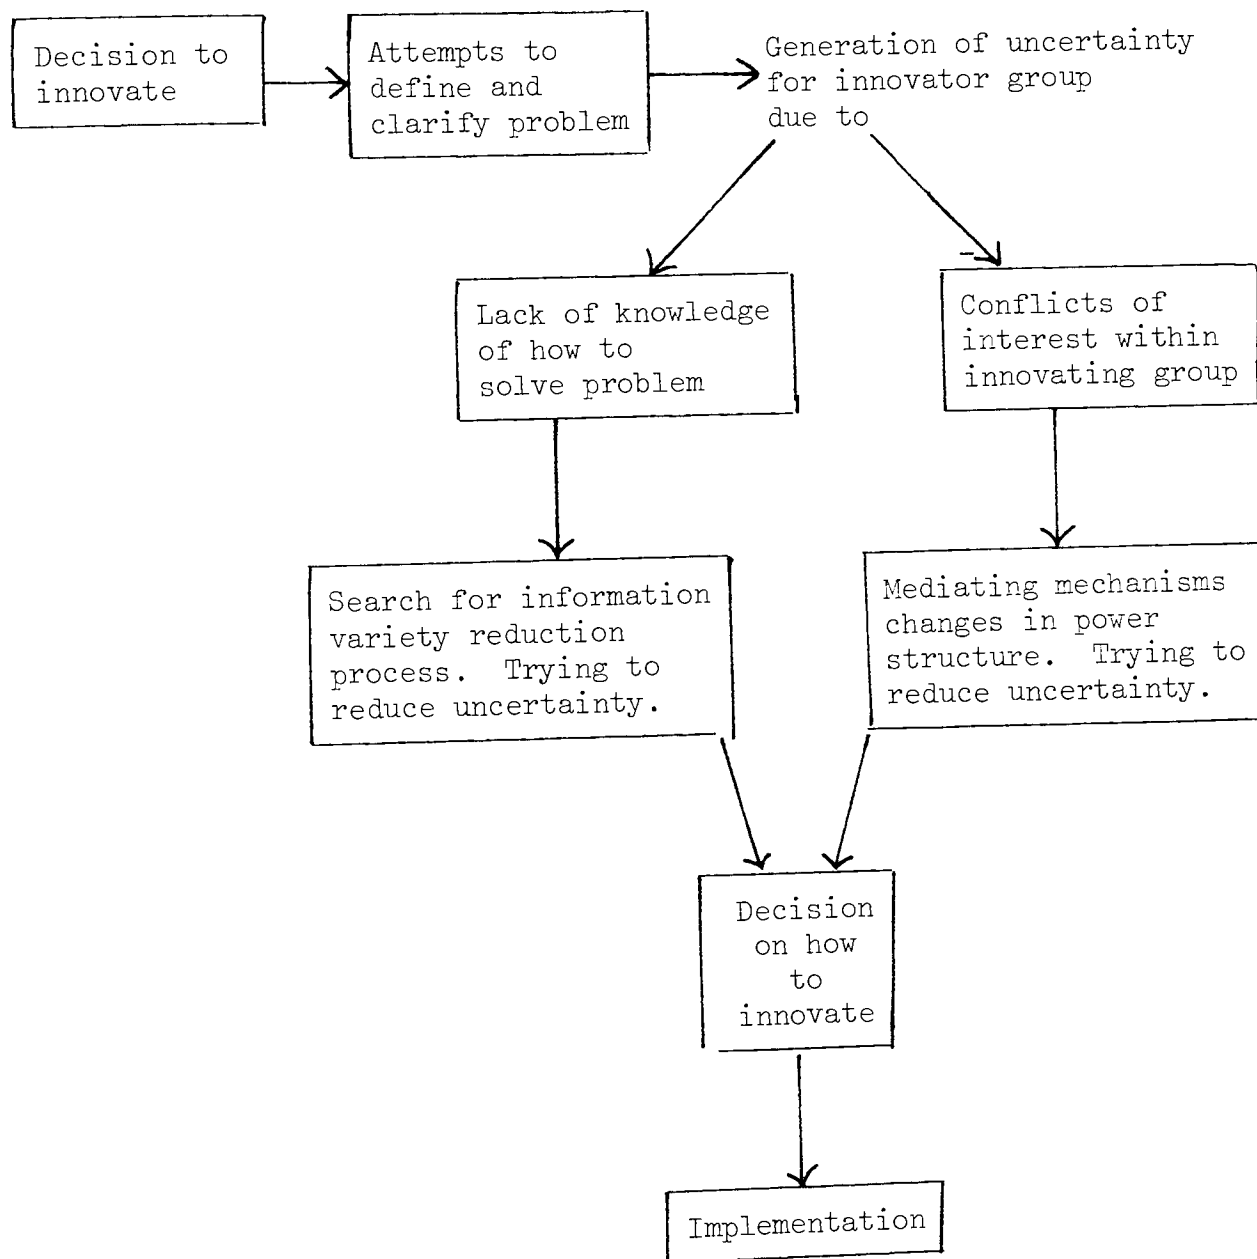 Decision to
innovate
Attempts to
define and
clarify problem
Generation of uncertainty
for innovator group
due to
Lack of knowledge
of how to
solve problem
Conflicts of
interest within
innovating group
Search for information
variety reduction
process. Trying to
reduce uncertainty.
Mediating mechanisms
changes in power
structure. Trying to
reduce uncertainty.
Decision
on how
to
innovate
Implementation